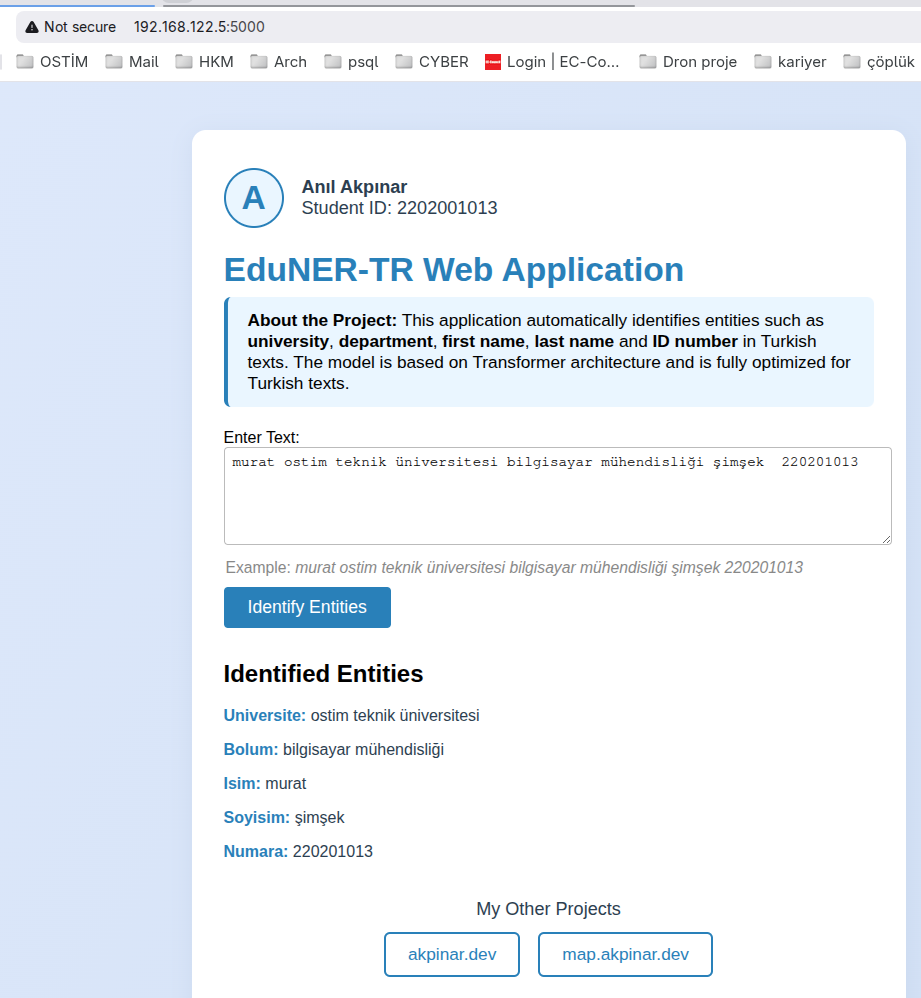 Not secure 192.168.122.5:5000
OSTİM Mail HKM Arch psql CYBER Login | EC-Co... Dron proje kariyer çöplük
A
Anıl Akpınar
Student ID: 2202001013
EduNER-TR Web Application
About the Project: This application automatically identifies entities such as
university, department, first name, last name and ID number in Turkish
texts. The model is based on Transformer architecture and is fully optimized for
Turkish texts.
Enter Text:
murat ostim teknik üniversitesi bilgisayar mühendisliği şimşek 220201013
Example: murat ostim teknik üniversitesi bilgisayar mühendisliği şimşek 220201013
Identify Entities
Identified Entities
Universite: ostim teknik üniversitesi
Bolum: bilgisayar mühendisliği
Isim: murat
Soyisim: şimşek
Numara: 220201013
My Other Projects
akpinar.dev map.akpinar.dev